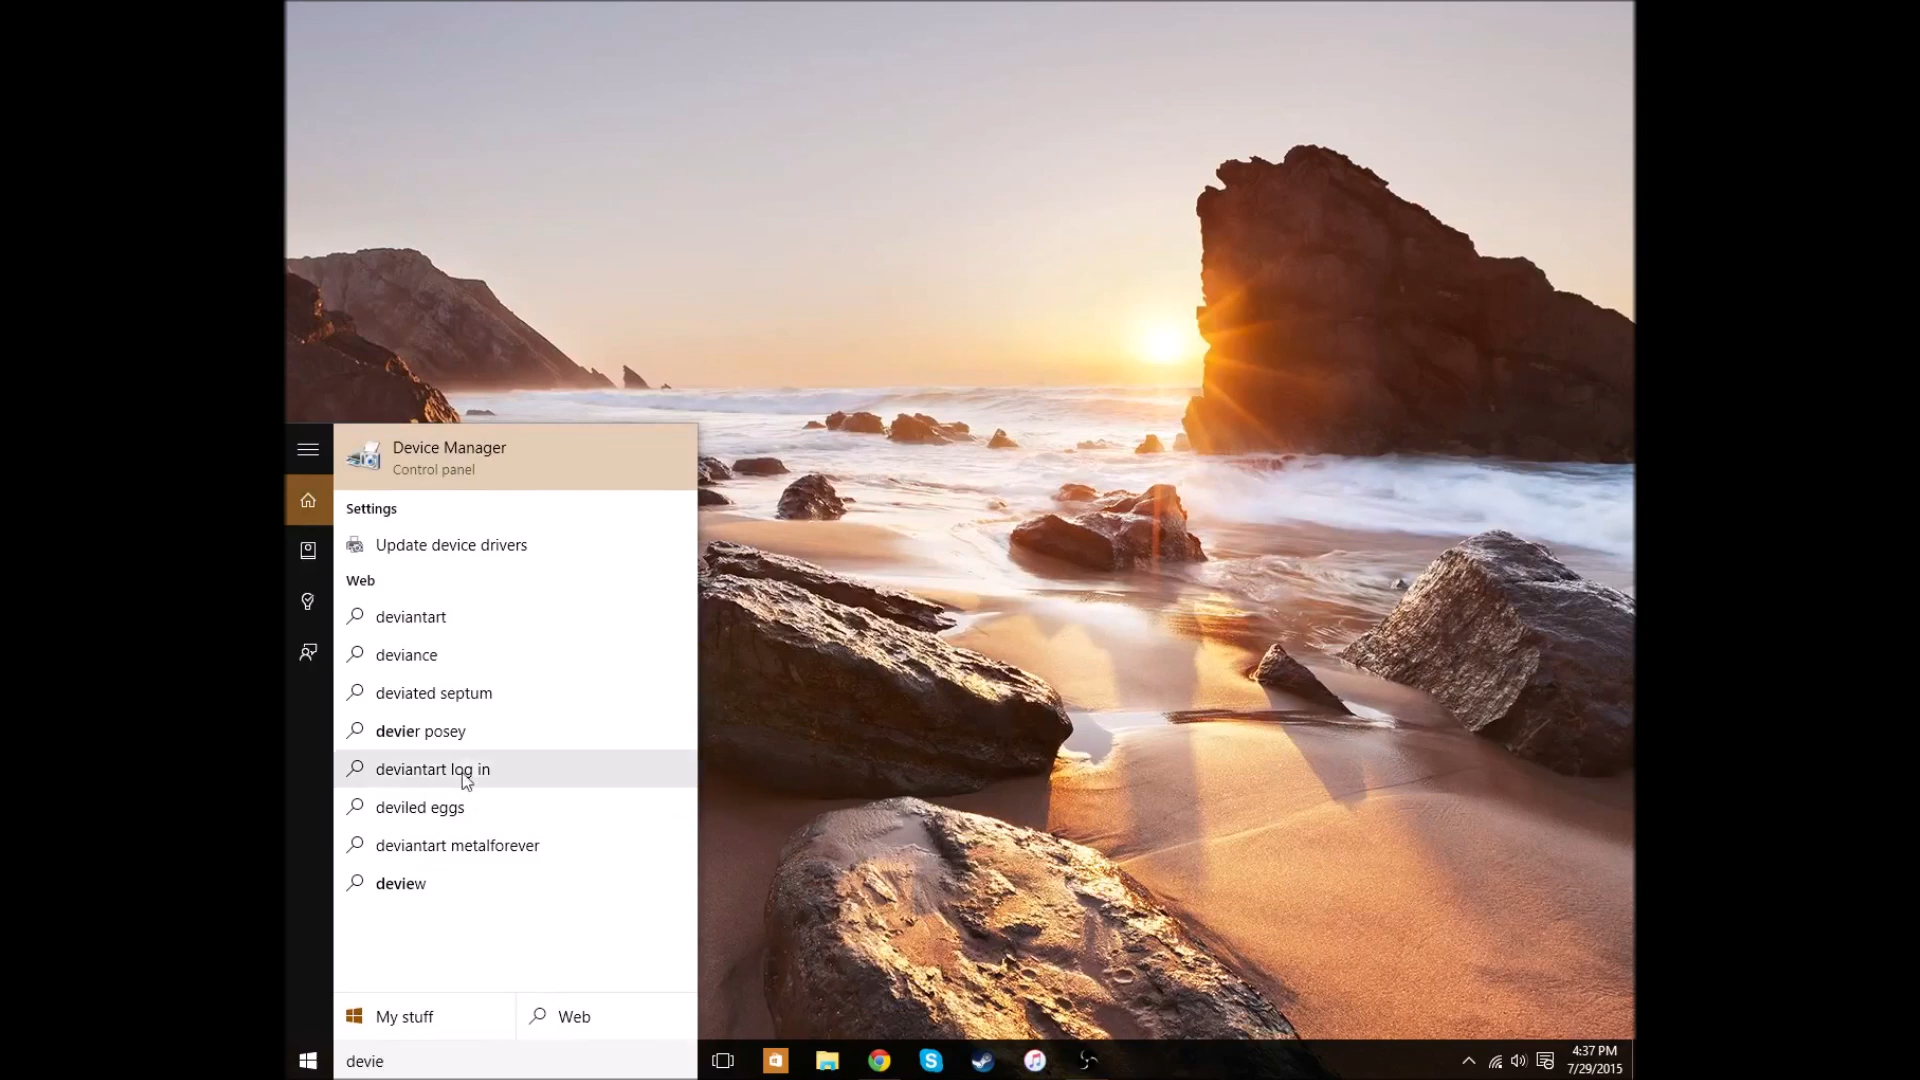 Device Manager
Control panel
Settings
Update device drivers
Web
deviantart
deviance
deviated septum
devier posey
deviantart log in
deviled eggs
deviantart metalforever
deview
My stuff
Web
devie
4:37 PM
7/29/2015